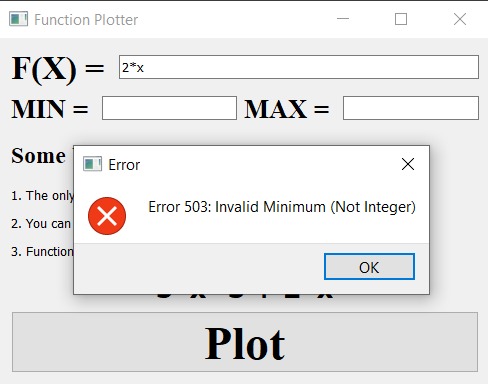 Function Plotter
F(X) = 2*x
MIN = MAX =
Some
Error
1. The only
Error 503: Invalid Minimum (Not Integer)
2. You can
3. Function
OK
Plot